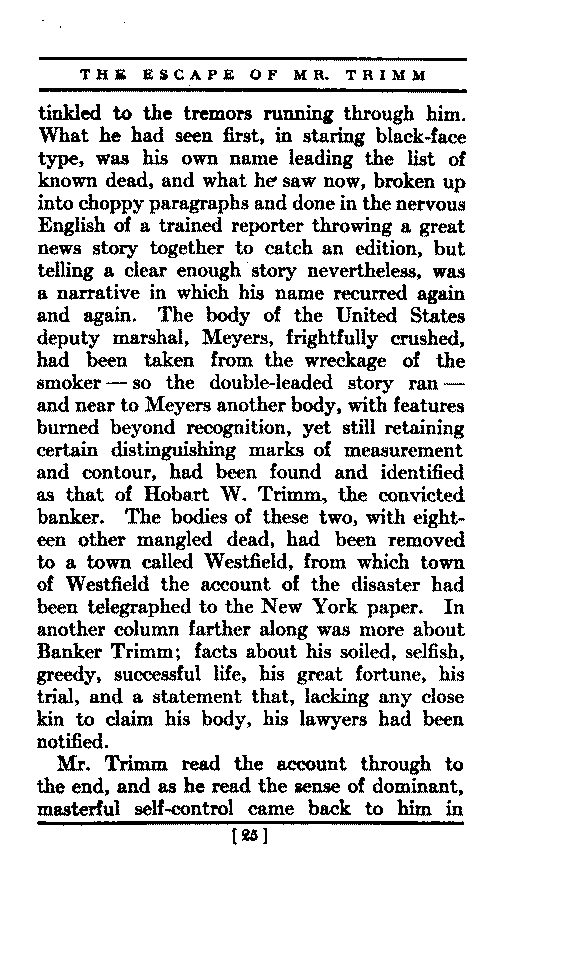 THE ESCAPE OF MR. TRIMM
tinkled to the tremors running through him.
What he had seen first, in staring black-face
type, was his own name leading the list of
known dead, and what he saw now, broken up
into choppy paragraphs and done in the nervous
English of a trained reporter throwing a great
news story together to catch an edition, but
telling a clear enough story nevertheless, was
a narrative in which his name recurred again
and again. The body of the United States
deputy marshal, Meyers, frightfully crushed,
had been taken from the wreckage of the
smoker — so the double-leaded story ran —
and near to Meyers another body, with features
burned beyond recognition, yet still retaining
certain distinguishing marks of measurement
and contour, had been found and identified
as that of Hobart W. Trimm, the convicted
banker. The bodies of these two, with eight-
een other mangled dead, had been removed
to a town called Westfield, from which town
of Westfield the account of the disaster had
been telegraphed to the New York paper. In
another column farther along was more about
Banker Trimm; facts about his soiled, selfish,
greedy, successful life, his great fortune, his
trial, and a statement that, lacking any close
kin to claim his body, his lawyers had been
notified.
Mr. Trimm read the account through to
the end, and as he read the sense of dominant,
masterful self-control came back to him in
[25]